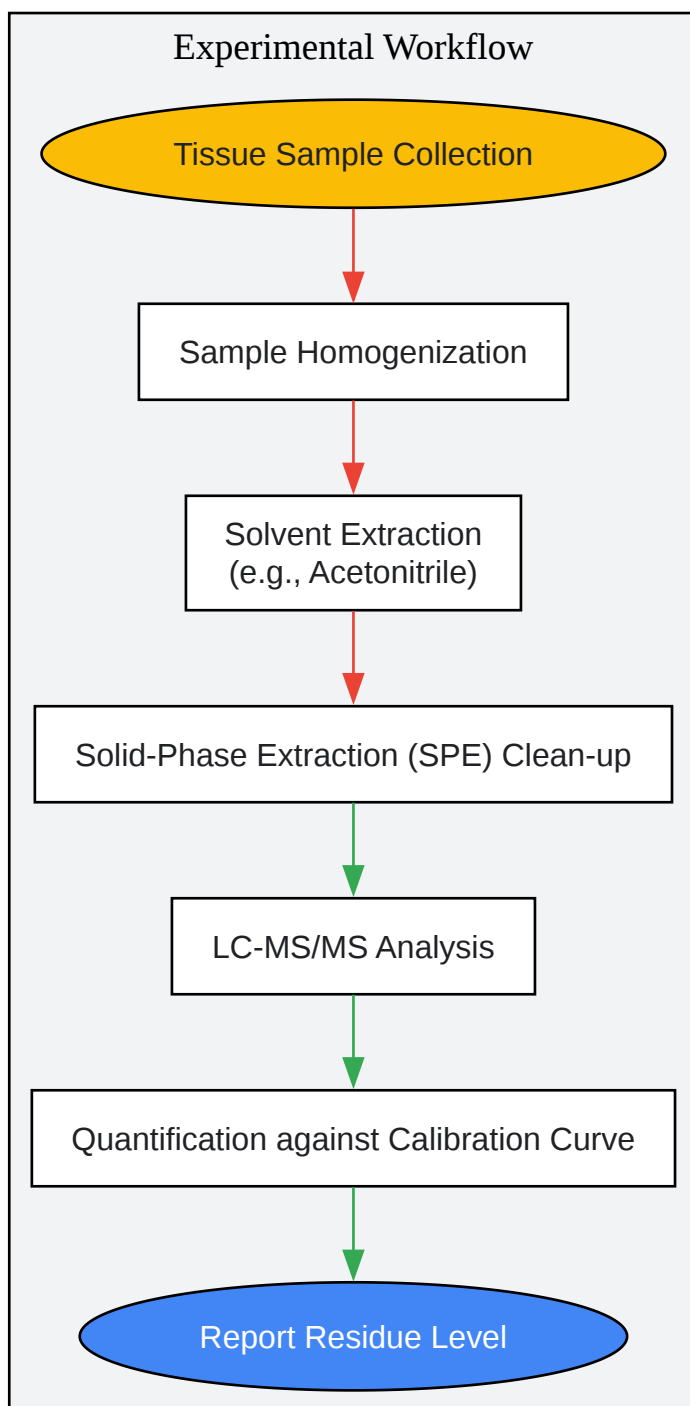 Experimental Workflow
Tissue Sample Collection
Sample Homogenization
Solvent Extraction
(e.g., Acetonitrile)
Solid-Phase Extraction (SPE) Clean-up
LC-MS/MS Analysis
Quantification against Calibration Curve
Report Residue Level